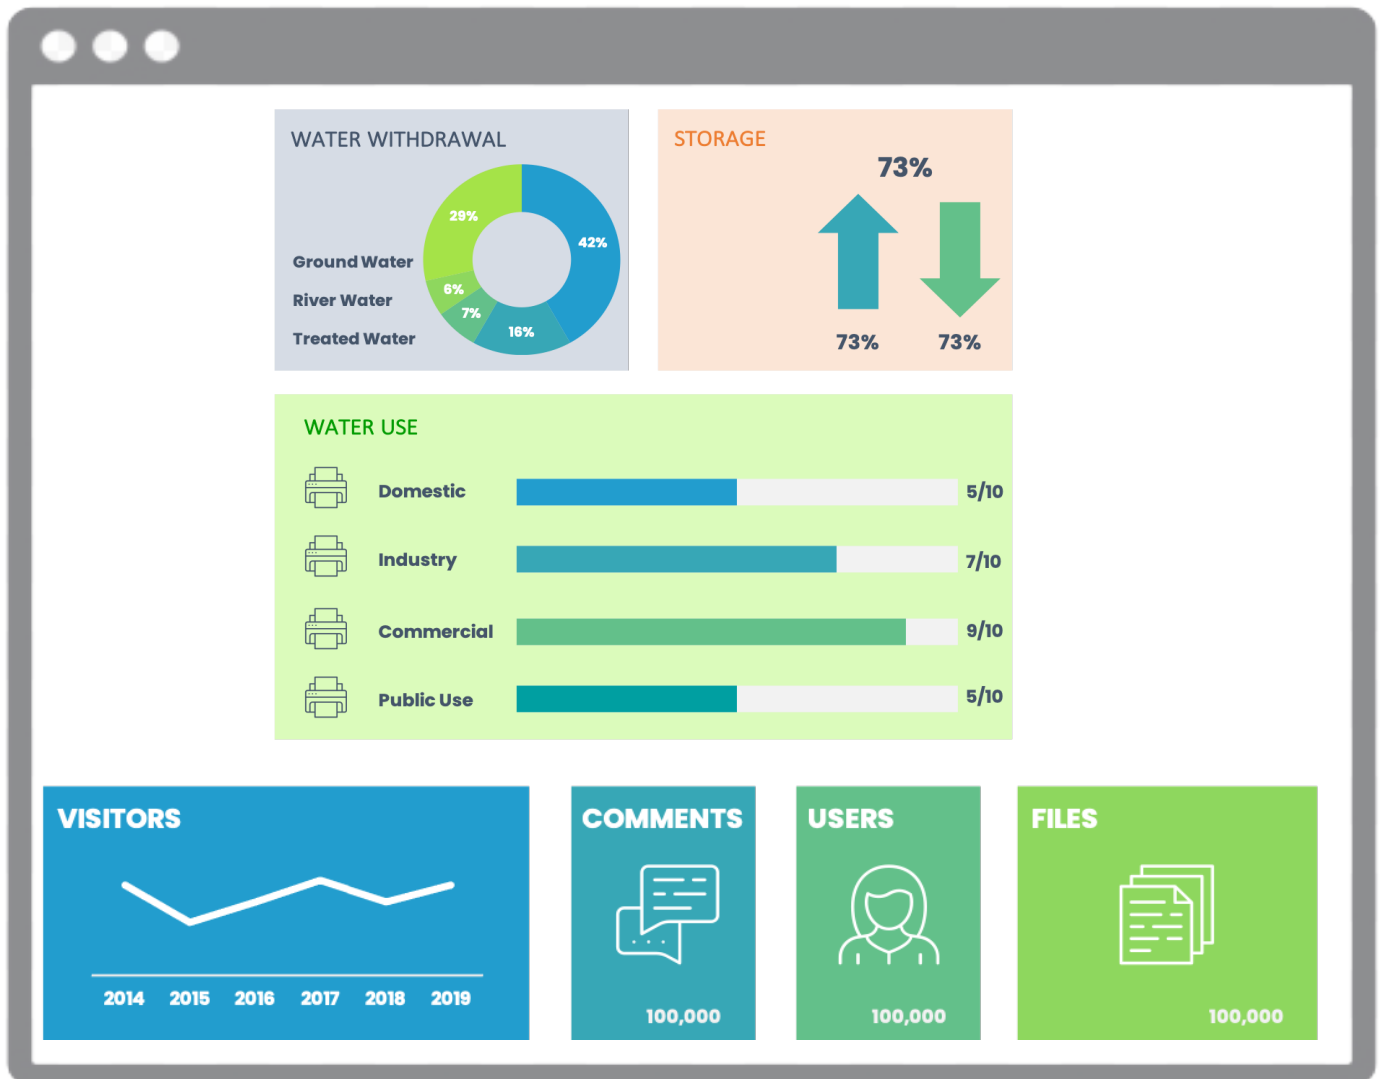 WATER WITHDRAWAL
29%
42%
Ground Water
6%
River Water
7%
16%
Treated Water
STORAGE
73%
73%
73%
WATER USE
Domestic
5/10
Industry
7/10
Commercial
9/10
Public Use
5/10
VISITORS
2014 2015 2016 2017 2018 2019
COMMENTS
100,000
USERS
100,000
FILES
100,000